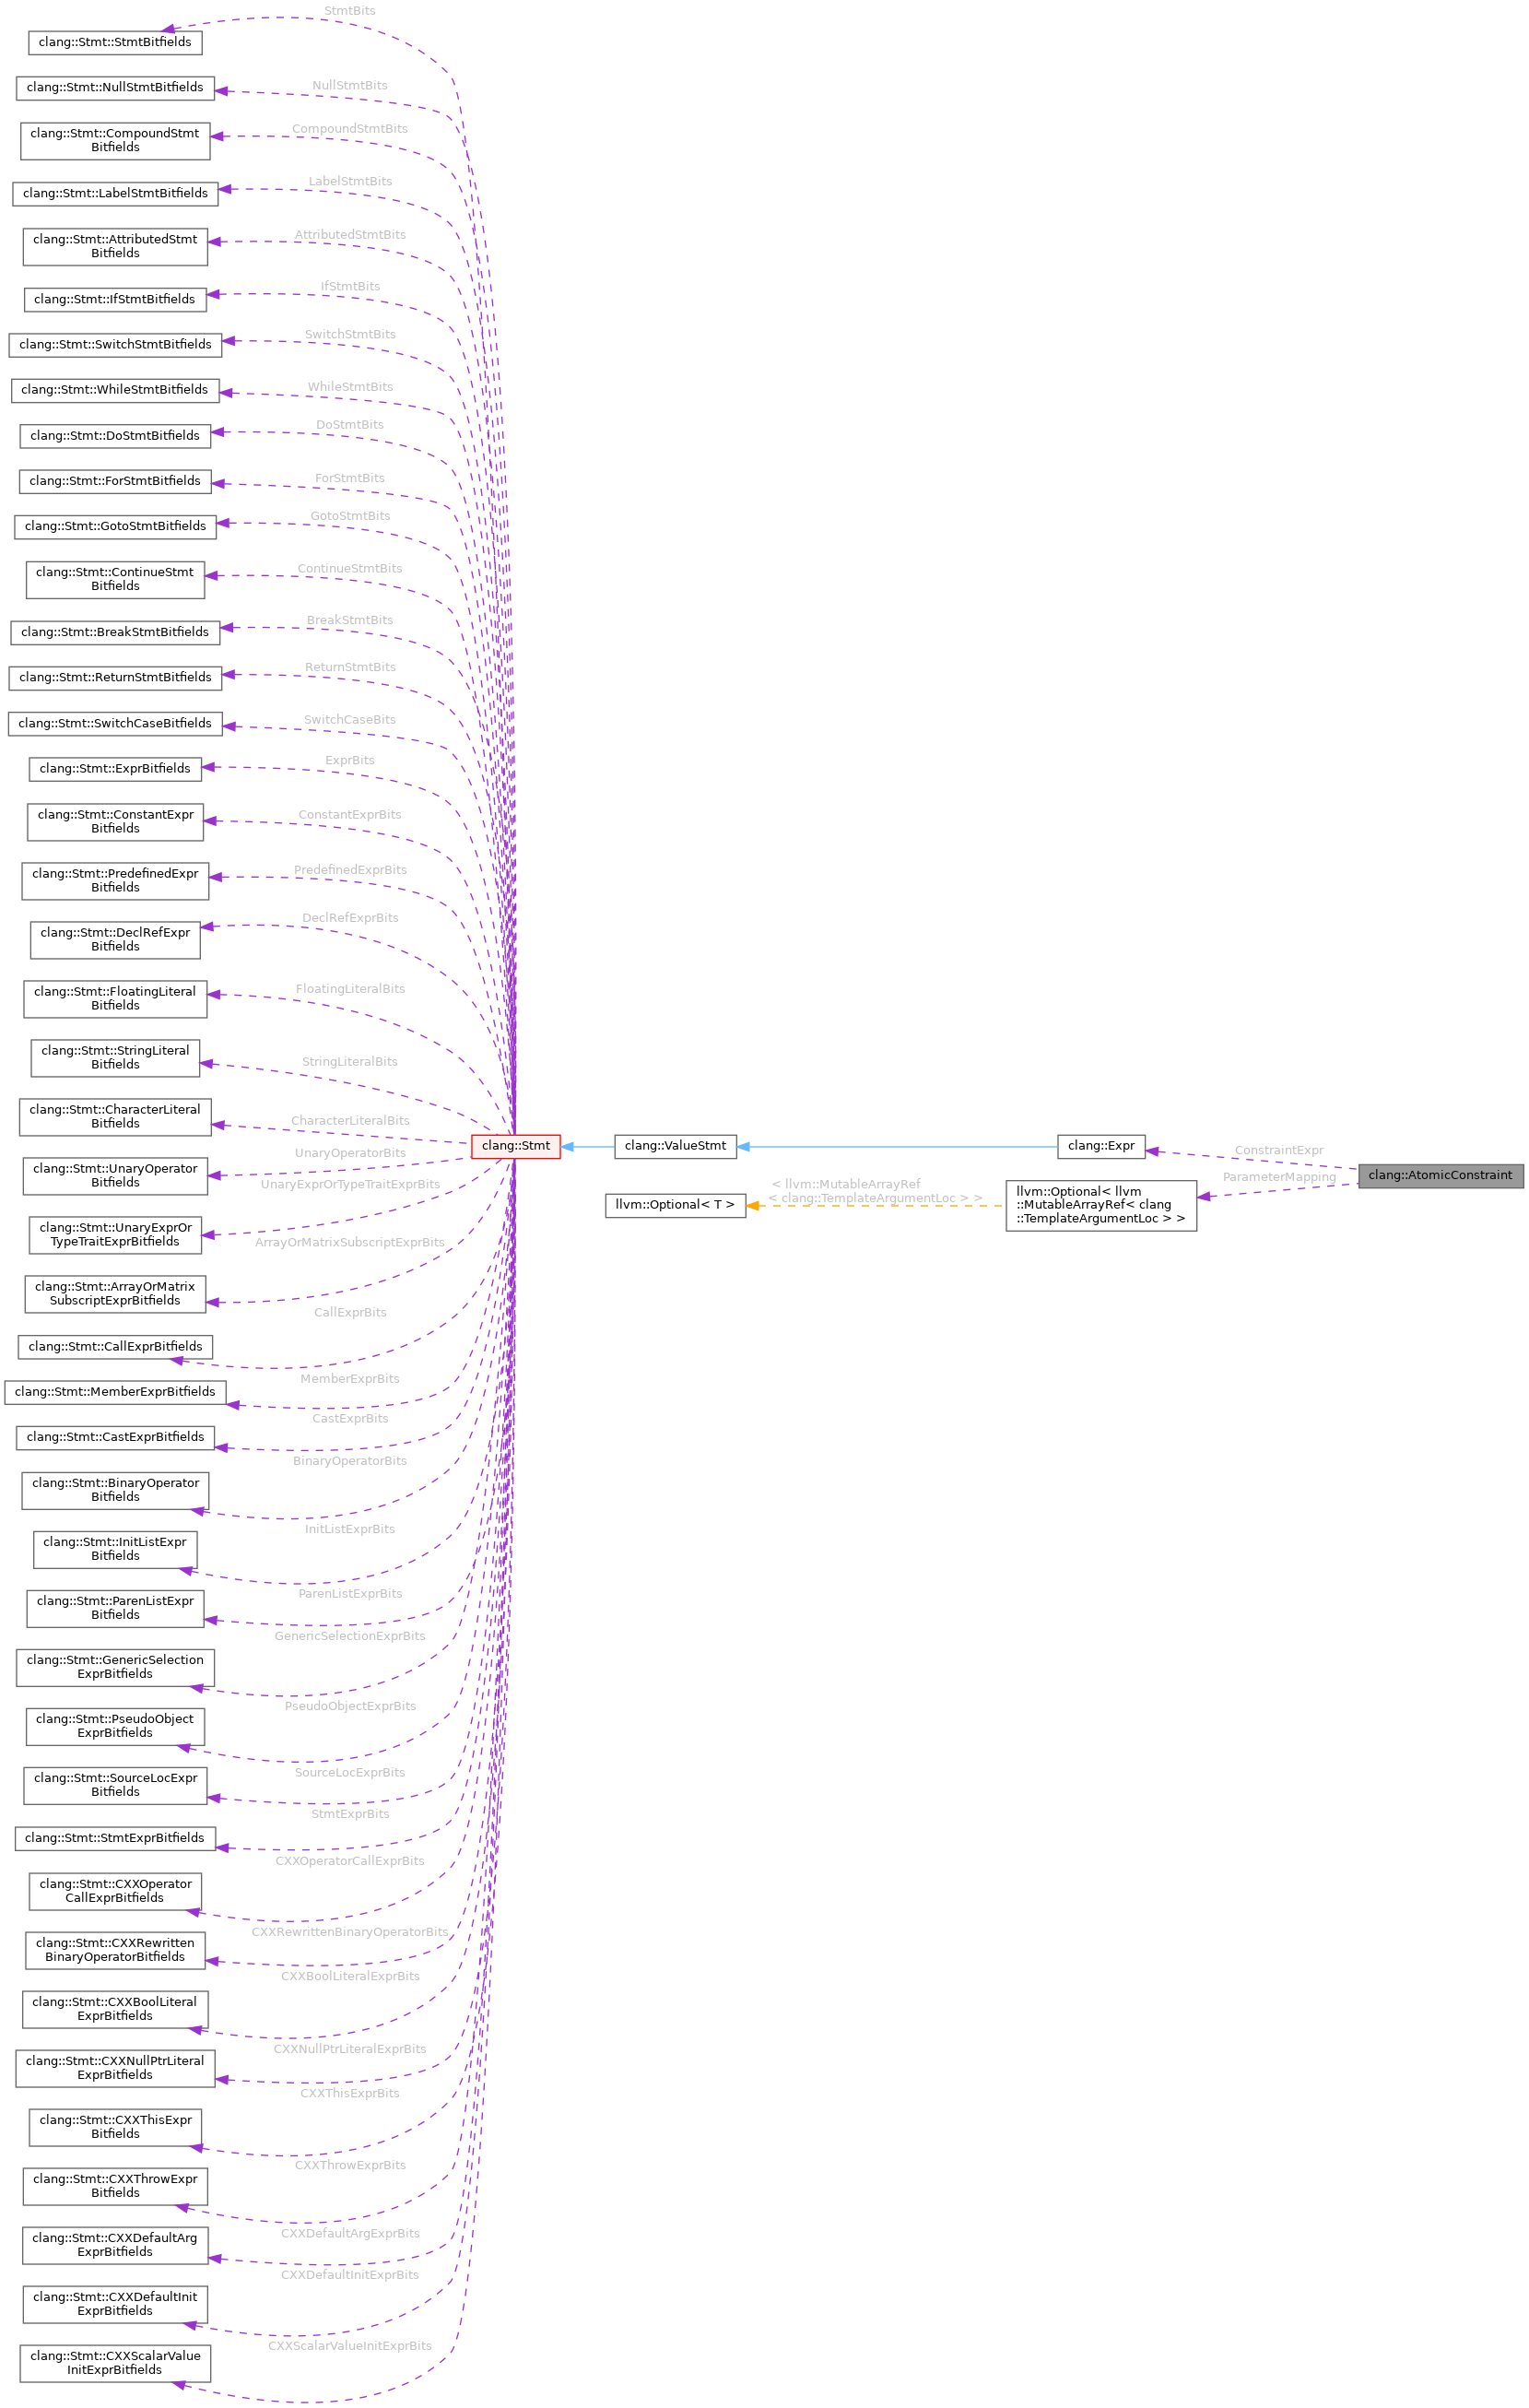 StmtBits
clang::Stmt::StmtBitfields
NullStmtBits
clang::Stmt::NullStmtBitfields
CompoundStmtBits
clang::Stmt::CompoundStmt
Bitfields
LabelStmtBits
clang::Stmt::LabelStmtBitfields
AttributedStmtBits
clang::Stmt::AttributedStmt
Bitfields
IfStmtBits
clang::Stmt::IfStmtBitfields
SwitchStmtBits
clang::Stmt::SwitchStmtBitfields
WhileStmtBits
clang::Stmt::WhileStmtBitfields
DoStmtBits
clang::Stmt::DoStmtBitfields
ForStmtBits
clang::Stmt::ForStmtBitfields
GotoStmtBits
clang::Stmt::GotoStmtBitfields
ContinueStmtBits
clang::Stmt::ContinueStmt
Bitfields
BreakStmtBits
clang::Stmt::BreakStmtBitfields
ReturnStmtBits
clang::Stmt::ReturnStmtBitfields
SwitchCaseBits
clang::Stmt::SwitchCaseBitfields
ExprBits
clang::Stmt::ExprBitfields
ConstantExprBits
clang::Stmt::ConstantExpr
Bitfields
PredefinedExprBits
clang::Stmt::PredefinedExpr
Bitfields
DeclRefExprBits
clang::Stmt::DeclRefExpr
Bitfields
FloatingLiteralBits
clang::Stmt::FloatingLiteral
Bitfields
StringLiteralBits
clang::Stmt::StringLiteral
Bitfields
CharacterLiteralBits
clang::Stmt::CharacterLiteral
Bitfields
UnaryOperatorBits
clang::Stmt::UnaryOperator
Bitfields
UnaryExprOrTypeTraitExprBits
clang::Stmt::UnaryExprOr
TypeTraitExprBitfields
ArrayOrMatrixSubscriptExprBits
clang::Stmt::ArrayOrMatrix
SubscriptExprBitfields
CallExprBits
clang::Stmt::CallExprBitfields
MemberExprBits
clang::Stmt::MemberExprBitfields
CastExprBits
clang::Stmt::CastExprBitfields
BinaryOperatorBits
clang::Stmt::BinaryOperator
Bitfields
InitListExprBits
clang::Stmt::InitListExpr
Bitfields
ParenListExprBits
clang::Stmt::ParenListExpr
Bitfields
GenericSelectionExprBits
clang::Stmt::GenericSelection
ExprBitfields
PseudoObjectExprBits
clang::Stmt::PseudoObject
ExprBitfields
SourceLocExprBits
clang::Stmt::SourceLocExpr
Bitfields
StmtExprBits
clang::Stmt::StmtExprBitfields
CXXOperatorCallExprBits
clang::Stmt::CXXOperator
CallExprBitfields
CXXRewrittenBinaryOperatorBits
clang::Stmt::CXXRewritten
BinaryOperatorBitfields
CXXBoolLiteralExprBits
clang::Stmt::CXXBoolLiteral
ExprBitfields
CXXNullPtrLiteralExprBits
clang::Stmt::CXXNullPtrLiteral
ExprBitfields
CXXThisExprBits
clang::Stmt::CXXThisExpr
Bitfields
CXXThrowExprBits
clang::Stmt::CXXThrowExpr
Bitfields
CXXDefaultArgExprBits
clang::Stmt::CXXDefaultArg
ExprBitfields
CXXDefaultInitExprBits
clang::Stmt::CXXDefaultInit
ExprBitfields
CXXScalarValueInitExprBits
clang::Stmt::CXXScalarValue
InitExprBitfields
clang::Stmt
clang::ValueStmt
clang::Expr
ConstraintExpr
clang::AtomicConstraint
ParameterMapping
llvm::Optional< T >
< llvm::MutableArrayRef
< clang::TemplateArgumentLoc > >
llvm::Optional< llvm
::MutableArrayRef< clang
::TemplateArgumentLoc > >